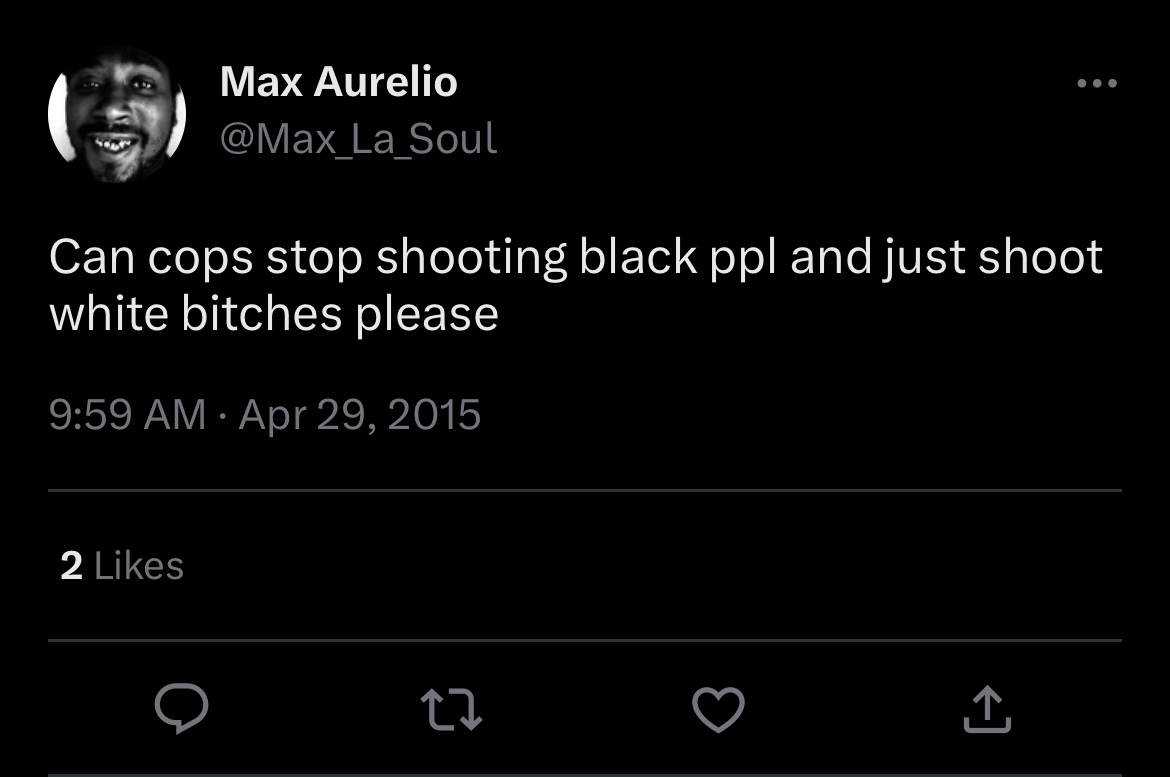 Max Aurelio
@Max_La_Soul
Can cops stop shooting black ppl and just shoot
white bitches please
9:59 AM · Apr 29, 2015
2 Likes